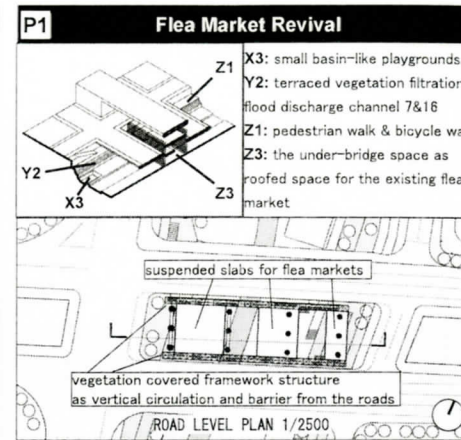 P1
Flea Market Revival
Z1
Y2
X3
Z3
X3: small basin-like playgrounds
Y2: terraced vegetation filtration
flood discharge channel 7&16
Z1: pedestrian walk & bicycle wa
Z3: the under-bridge space as
roofed space for the existing flea
market
suspended slabs for flea markets
vegetation covered framework structure
as vertical circulation and barrier from the roads
ROAD LEVEL PLAN 1/2500